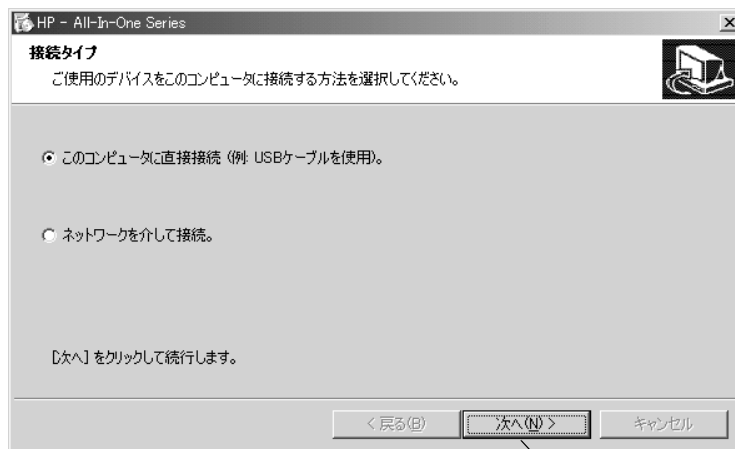 HP - All-In-One Series
接続タイプ
ご使用のデバイスをこのコンピュータに接続する方法を選択してください。
このコンピュータに直接接続 (例: USBケーブルを使用)。
ネットワークを介して接続。
[次へ] をクリックして続行します。
< 戻る(B) 次へ(N) > キャンセル